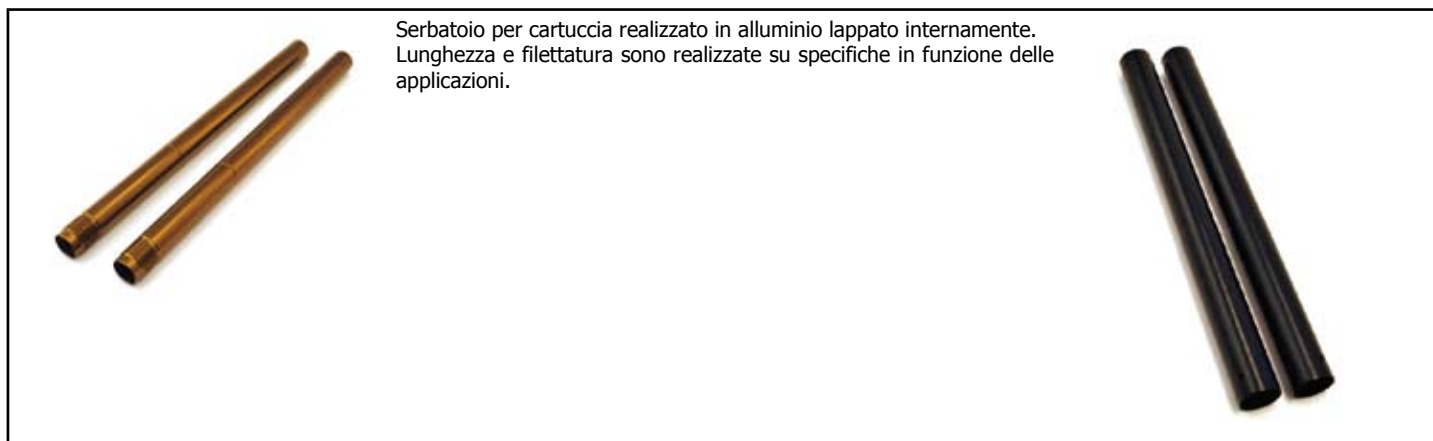 Serbatoio per cartuccia realizzato in alluminio lappato internamente.
Lunghezza e filettatura sono realizzate su specifiche in funzione delle
applicazioni.